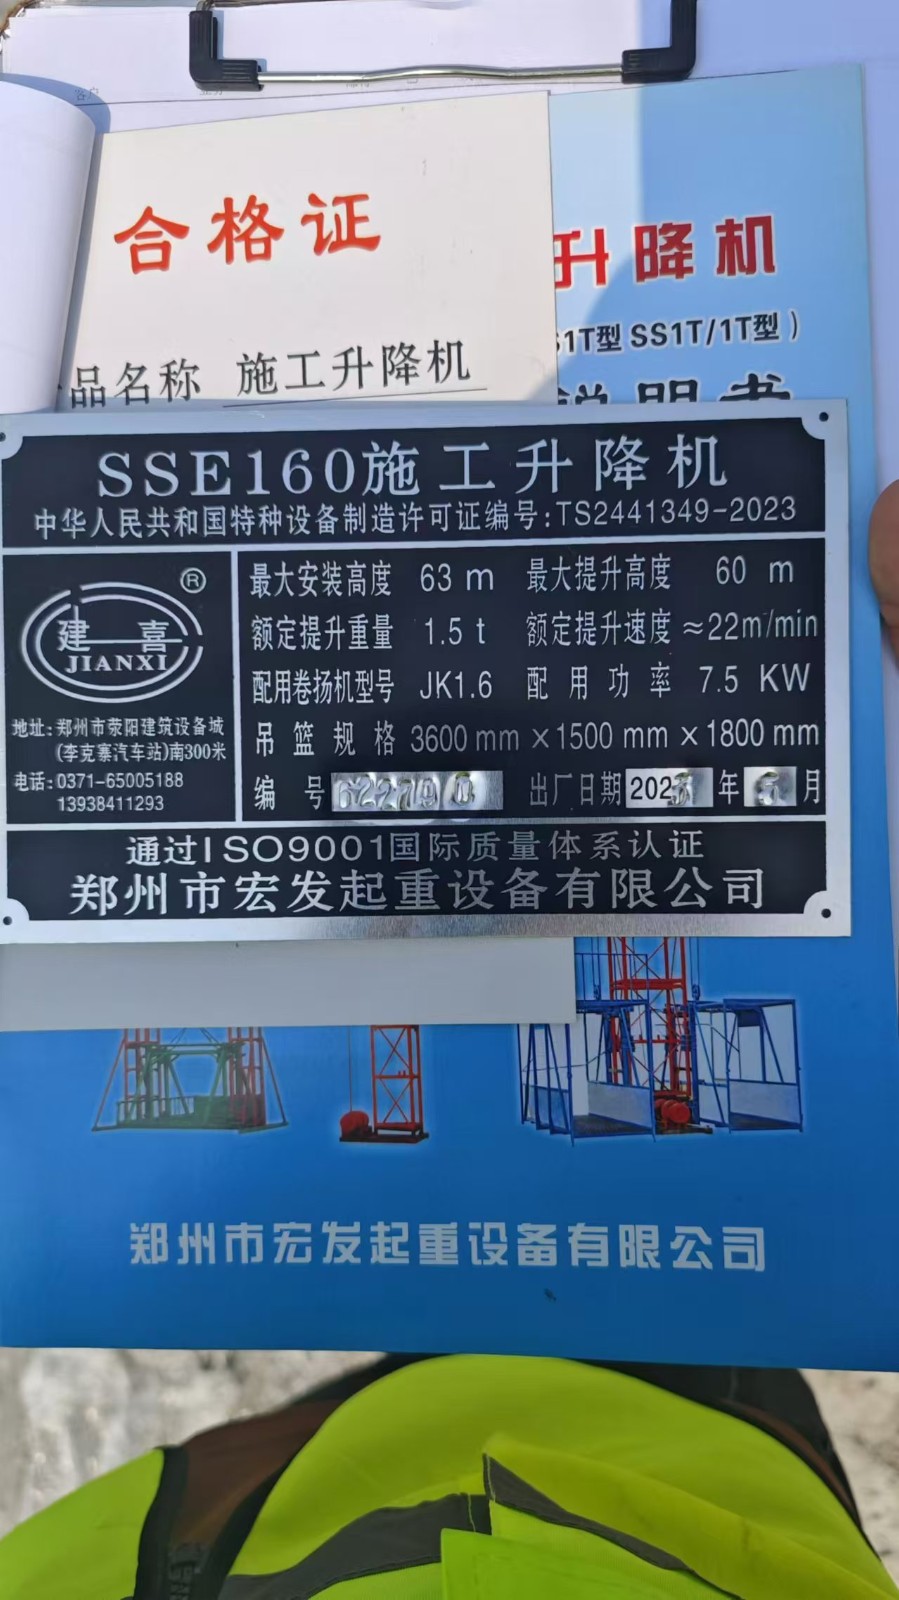 合格证
品名称 施工升降机
升降机
S1T型 SS1T/1T型）
说明书
SSE160施工升降机
中华人民共和国特种设备制造许可证编号:TS2441349-2023
建喜
®
JIANXI
地址:郑州市荥阳建筑设备城
(李克寨汽车站)南300米
电话:0371-65005188
13938411293
最大安装高度 63 m 最大提升高度 60 m
额定提升重量 1.5 t 额定提升速度 ≈22m/min
配用卷扬机型号 JK1.6 配用功率 7.5 KW
吊篮规格 3600 mm ×1500 mm ×1800 mm
编号 出厂日期 202 年 月
通过ISO9001国际质量体系认证
郑州市宏发起重设备有限公司
郑州市宏发起重设备有限公司